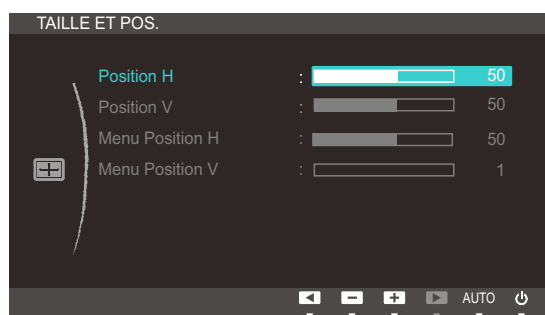 TAILLE ET POS.
Position H : 50
Position V : 50
Menu Position H : 50
Menu Position V : 1
AUTO